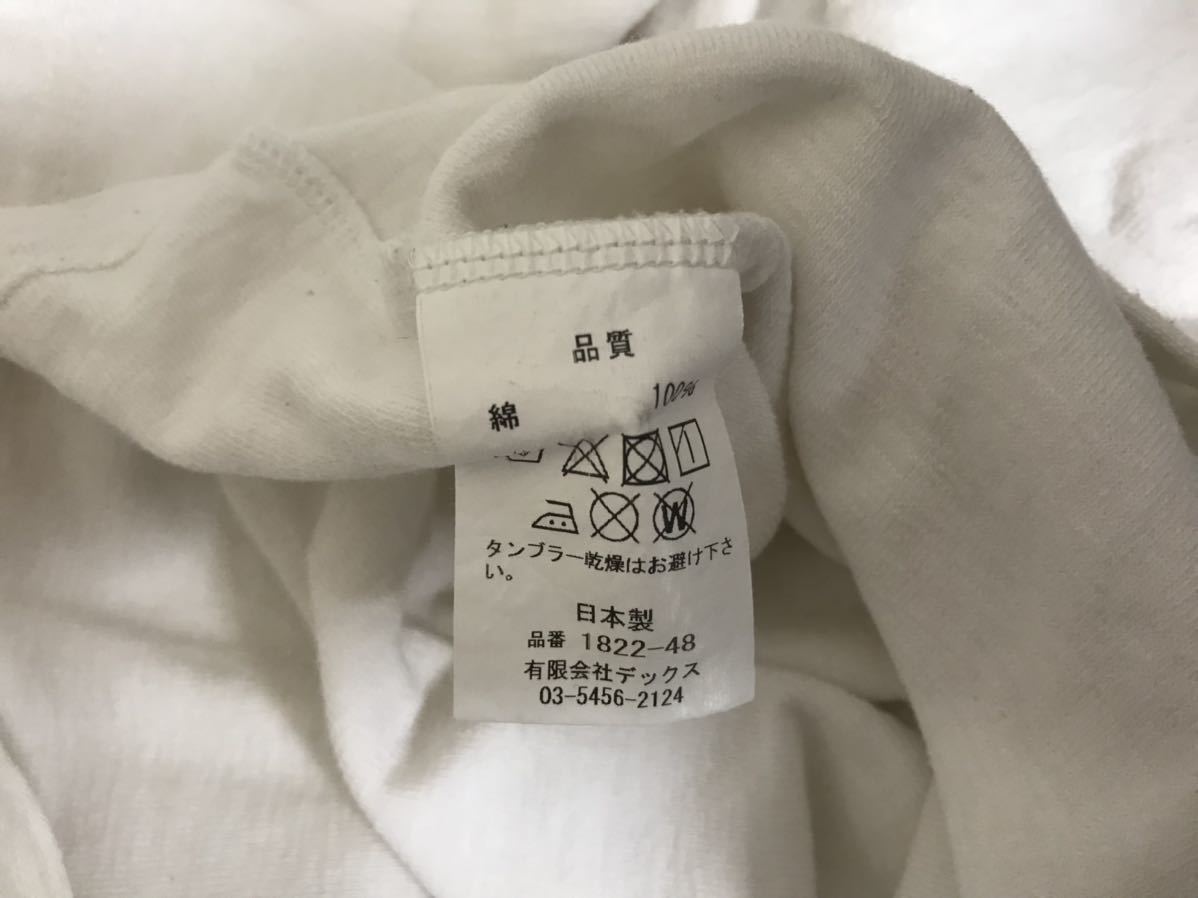 品質
綿 100%
タンブラー乾燥はお避け下さ
い。
日本製
品番 1822-48
有限会社デックス
03-5456-2124